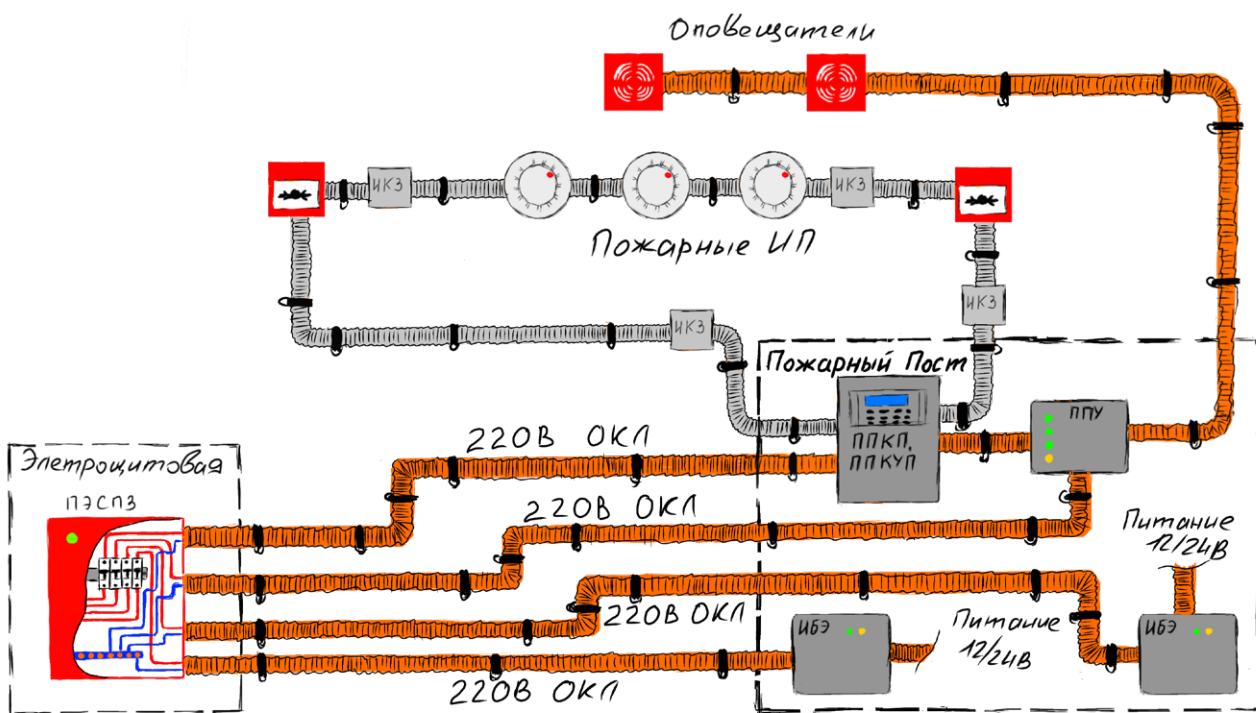 Оповещатели
ИКЗ
ИКЗ
Пожарные ИП
ИКЗ
ИКЗ
Пожарный Пост
ППУ
ППКП,
ППКУП
220В ОКЛ
Элетрощитовая
ПЭСПЗ
220В ОКЛ
Питание
12/24В
220В ОКЛ
ИБЭ
Питание
12/24В
ИБЭ
220В ОКЛ